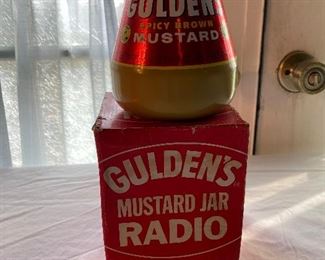 GULDEN'S
SPICY BROWN
MUSTARD
GULDEN'S
MUSTARD JAR
RADIO